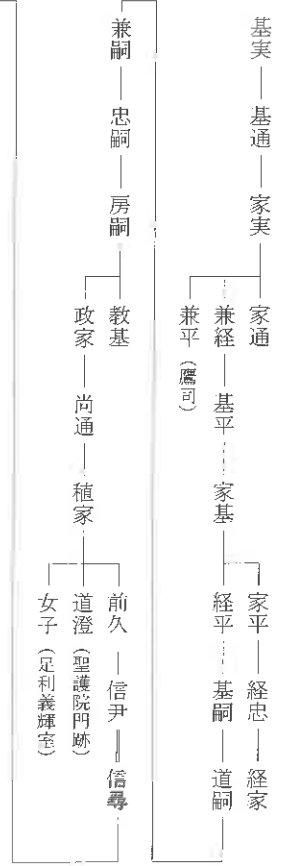 基実 ― 基通 ― 家実
家通
兼経 ― 基平 ― 家基
兼平（鷹司）
家平 ― 経忠 ― 経家
経平 ― 基嗣 ― 道嗣
兼嗣 ― 忠嗣 ― 房嗣
教基
政家 ― 尚通 ― 稙家
前久 ― 信尹 ＝ 信尋
道澄（聖護院門跡）
女子（足利義輝室）